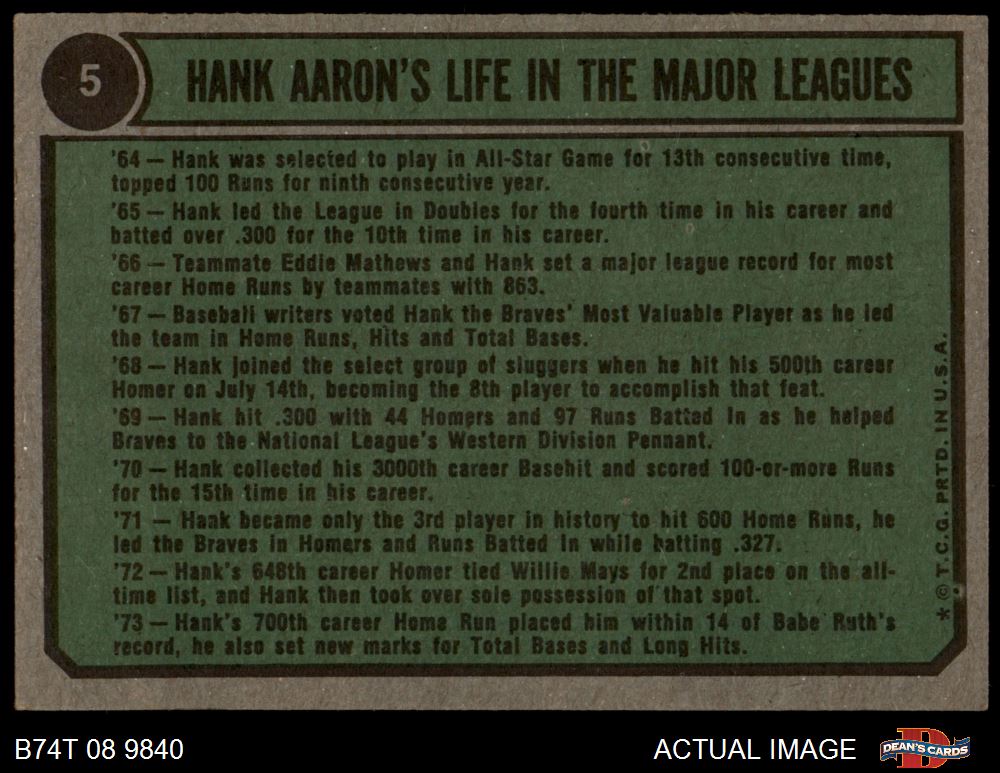 5
HANK AARON'S LIFE IN THE MAJOR LEAGUES
'64 — Hank was selected to play in All-Star Game for 13th consecutive time,
topped 100 Runs for ninth consecutive year.
'65 — Hank led the League in Doubles for the fourth time in his career and
batted over .300 for the 10th time in his career.
'66 — Teammate Eddie Mathews and Hank set a major league record for most
career Home Runs by teammates with 863.
'67 — Baseball writers voted Hank the Braves' Most Valuable Player as he led
the team in Home Runs, Hits and Total Bases.
'68 — Hank joined the select group of sluggers when he hit his 500th career
Homer on July 14th, becoming the 8th player to accomplish that feat.
'69 — Hank hit .300 with 44 Homers and 97 Runs Batted In as he helped
Braves to the National League's Western Division Pennant.
'70 — Hank collected his 3000th career Basehit and scored 100-or-more Runs
for the 15th time in his career.
'71 — Hank became only the 3rd player in history to hit 600 Home Runs, he
led the Braves in Homers and Runs Batted In while batting .327.
'72 — Hank's 648th career Homer tied Willie Mays for 2nd place on the all-
time list, and Hank then took over sole possession of that spot.
'73 — Hank's 700th career Home Run placed him within 14 of Babe Ruth's
record, he also set new marks for Total Bases and Long Hits.
* © T.C.G. PRTD. IN U.S.A.
B74T 08 9840
ACTUAL IMAGE
DEAN'S CARDS